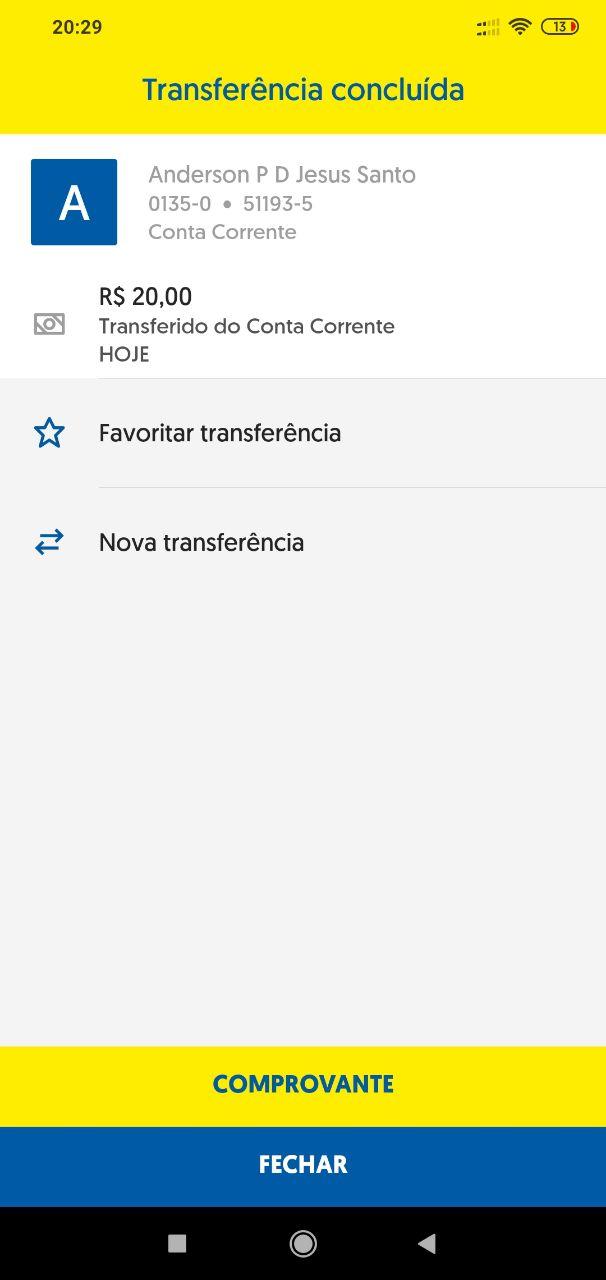 20:29
13
Transferência concluída
A
Anderson P D Jesus Santo
0135-0 • 51193-5
Conta Corrente
R$ 20,00
Transferido do Conta Corrente
HOJE
Favoritar transferência
Nova transferência
COMPROVANTE
FECHAR